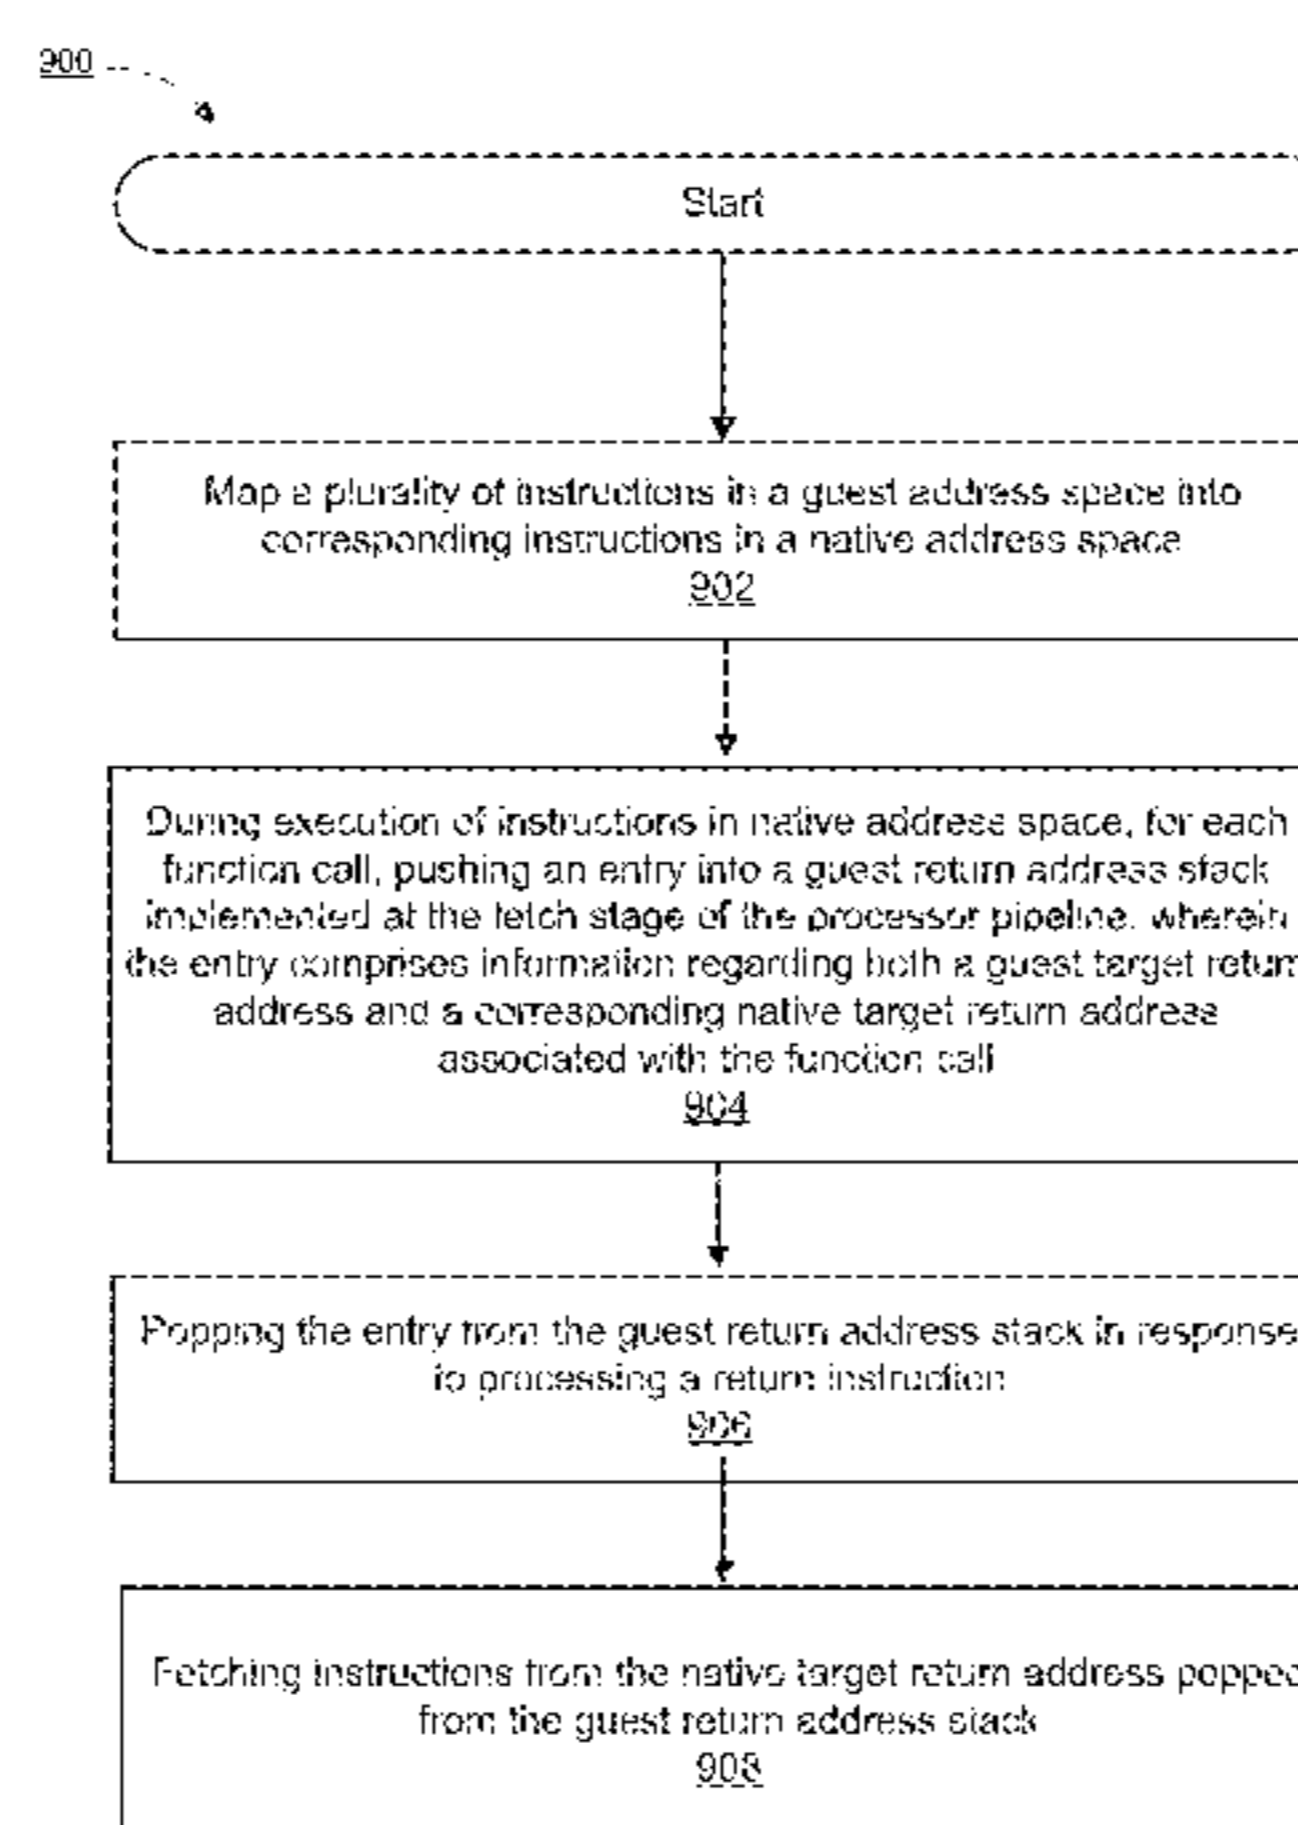 900
Start
Map a plurality of instructions in a guest address space into
corresponding instructions in a native address space
902
During execution of instructions in native address space, for each
function call, pushing an entry into a guest return address stack
implemented at the fetch stage of the processor pipeline, wherein
the entry comprises information regarding both a guest target return
address and a corresponding native target return address
associated with the function call
904
Popping the entry from the guest return address stack in response
to processing a return instruction
906
Fetching instructions from the native target return address popped
from the guest return address stack
908